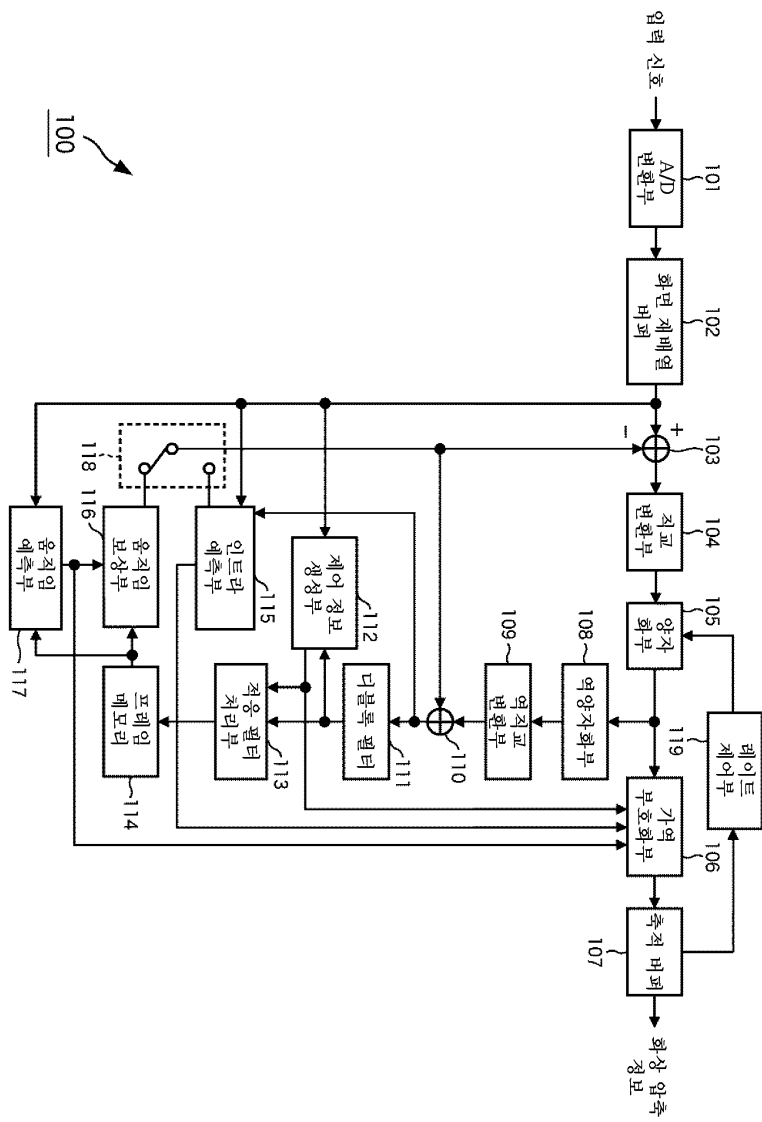 100
입력 신호
A/D
변환부
101
화면 재배열
버퍼
102
+
−
103
직교
변환부
104
양자
화부
105
가역
부호화부
106
축적 버퍼
107
화상 압축
정보
레이트
제어부
119
역양자화부
108
역직교
변환부
109
110
디블록 필터
111
제어 정보
생성부
112
적응 필터
처리부
113
프레임
메모리
114
인트라
예측부
115
움직임
보상부
116
움직임
예측부
117
118